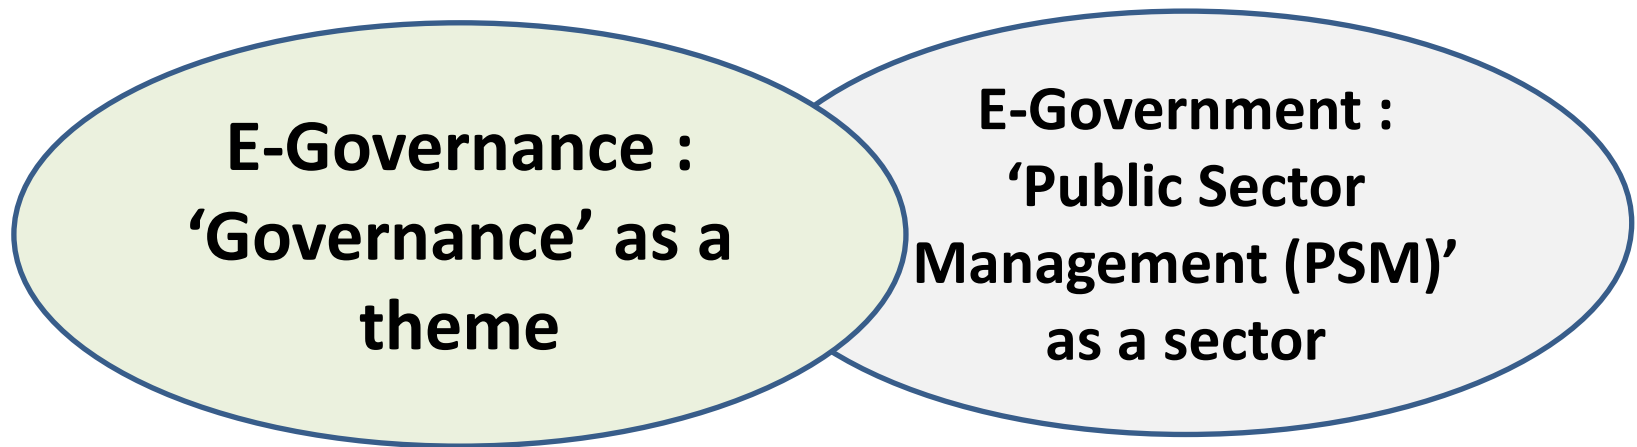 E-Governance :
‘Governance’ as a
theme
E-Government :
‘Public Sector
Management (PSM)’
as a sector